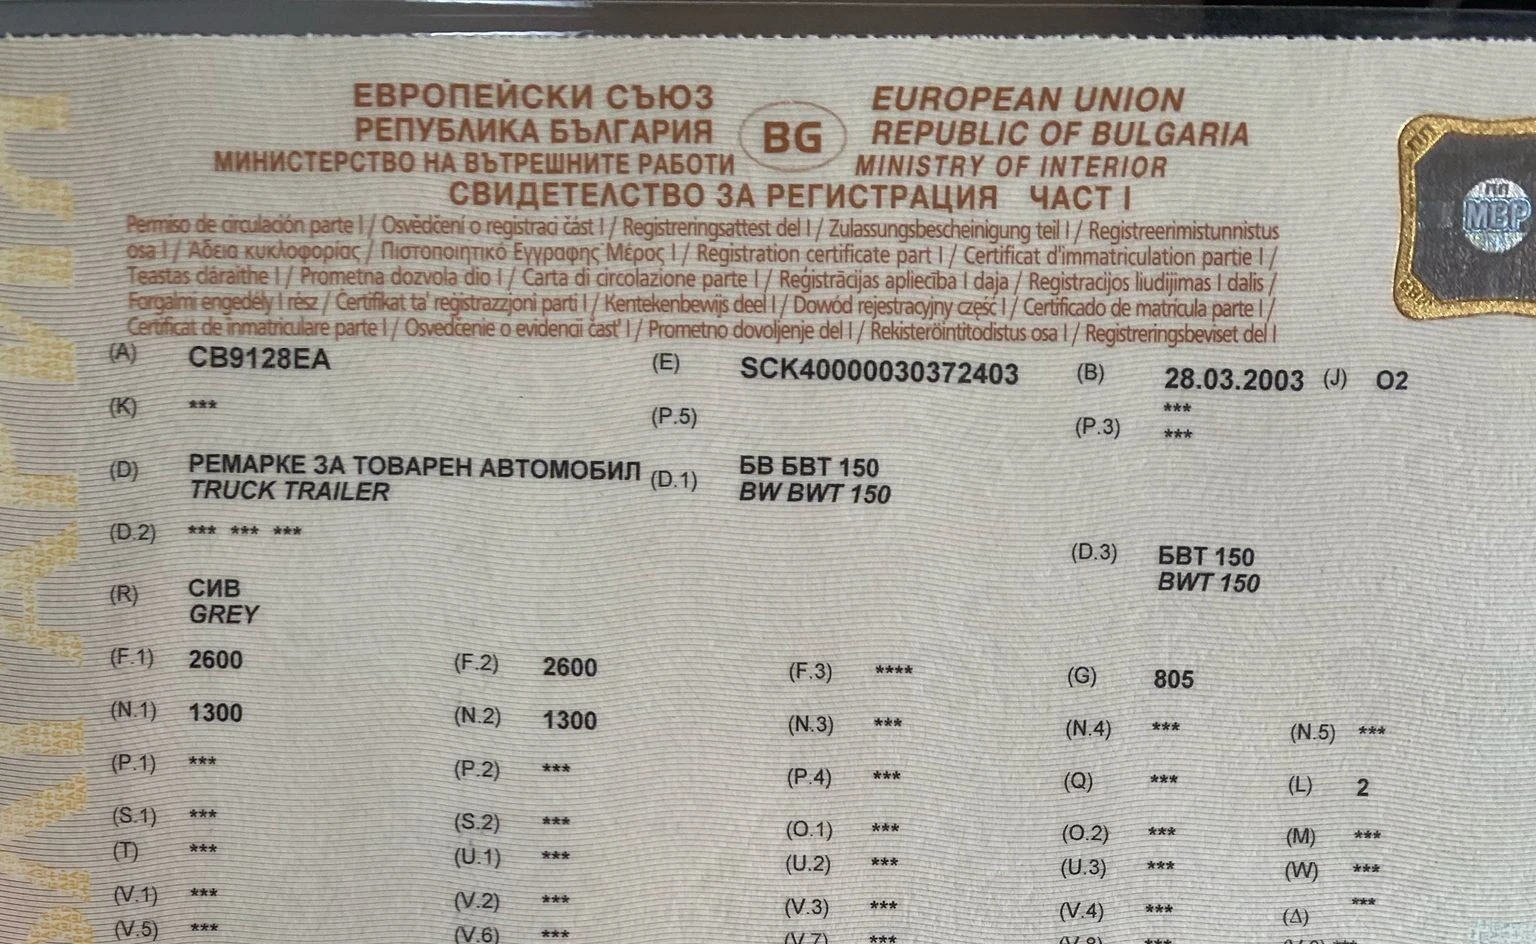 ЕВРОПЕЙСКИ СЪЮЗ EUROPEAN UNION
РЕПУБЛИКА БЪЛГАРИЯ BG REPUBLIC OF BULGARIA
МИНИСТЕРСТВО НА ВЪТРЕШНИТЕ РАБОТИ MINISTRY OF INTERIOR
СВИДЕТЕЛСТВО ЗА РЕГИСТРАЦИЯ ЧАСТ I
МВР
Permiso de circulación parte I / Osvědčení o registraci část I / Registreringsattest del I / Zulassungsbescheinigung teil I / Registreerimistunnistus
osa I / Άδεια κυκλοφορίας / Πιστοποιητικό Εγγραφης Μέρος I / Registration certificate part I / Certificat d'immatriculation partie I /
Teastas cláraithe I / Prometna dozvola dio I / Carta di circolazione parte I / Reģistrācijas apliecība I daja / Registracijos liudijimas I dalis /
Forgalmi engedély I rész / Certifikat ta' reġistrazzjoni parti I / Kentekenbewijs deel I / Dowód rejestracyjny część I / Certificado de matrícula parte I /
Certificat de inmatriculare parte I / Osvedčenie o evidencii časť I / Prometno dovoljenje del I / Rekisteröintitodistus osa I / Registreringsbeviset del I
(A) CB9128EA (E) SCK40000030372403 (B) 28.03.2003 (J) O2
(K) *** (P.5) (P.3) ***
***
(D) РЕМАРКЕ ЗА ТОВАРЕН АВТОМОБИЛ (D.1) БВ БВТ 150
TRUCK TRAILER BW BWT 150
(D.2) *** *** *** (D.3) БВТ 150
BWT 150
(R) СИВ
GREY
(F.1) 2600 (F.2) 2600 (F.3) **** (G) 805
(N.1) 1300 (N.2) 1300 (N.3) *** (N.4) *** (N.5) ***
(P.1) *** (P.2) *** (P.4) *** (Q) *** (L) 2
(S.1) *** (S.2) *** (O.1) *** (O.2) *** (M) ***
(T) *** (U.1) *** (U.2) *** (U.3) *** (W) ***
(V.1) *** (V.2) *** (V.3) *** (V.4) *** (Δ) ***
(V.5) *** (V.6) *** (V.7) *** (V.8) *** ***